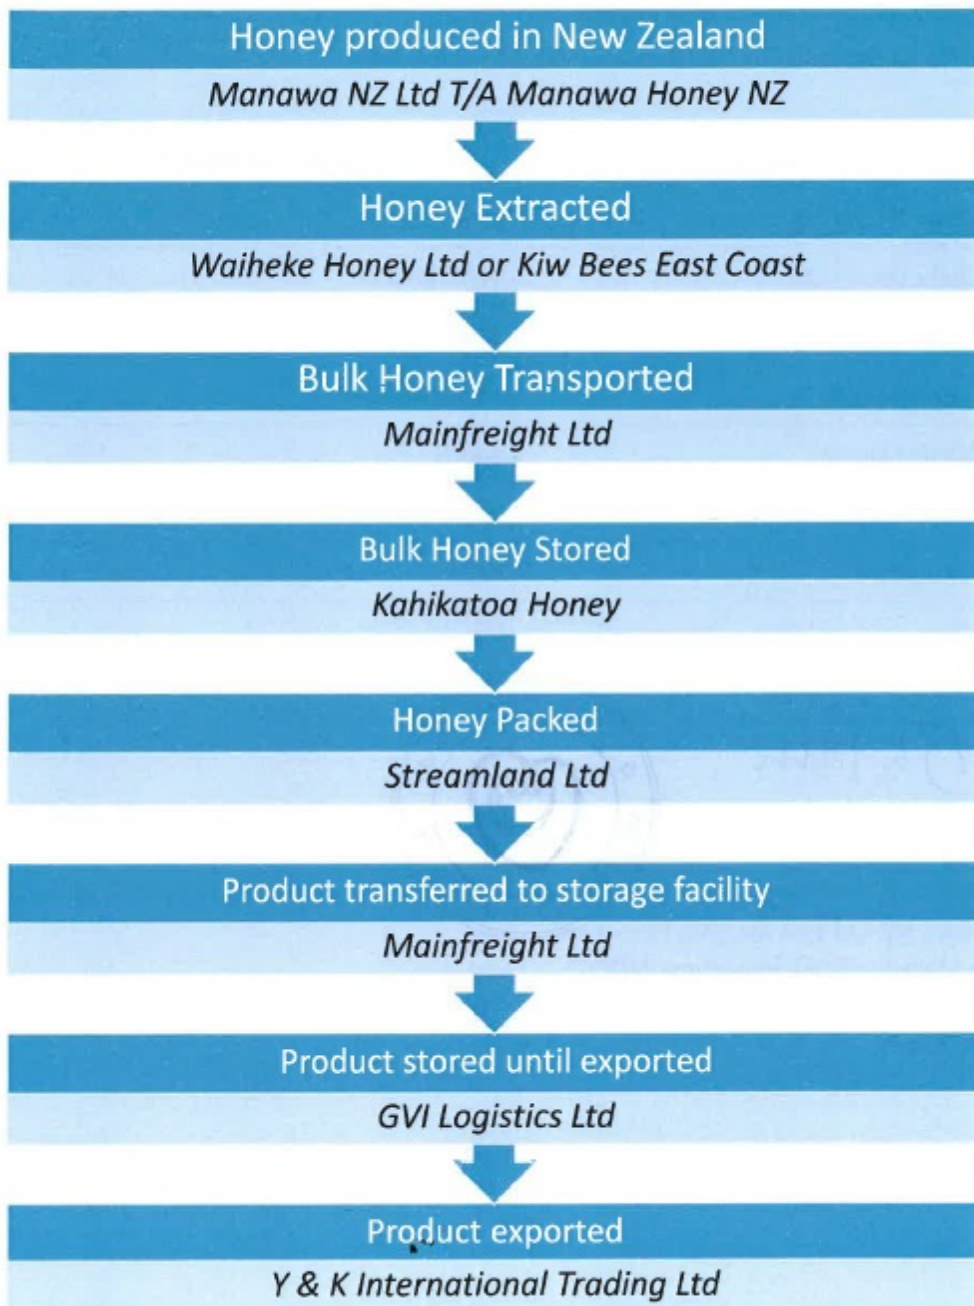 Honey produced in New Zealand
Manawa NZ Ltd T/A Manawa Honey NZ
Honey Extracted
Waiheke Honey Ltd or Kiw Bees East Coast
Bulk Honey Transported
Mainfreight Ltd
Bulk Honey Stored
Kahikatoa Honey
Honey Packed
Streamland Ltd
Product transferred to storage facility
Mainfreight Ltd
Product stored until exported
GVI Logistics Ltd
Product exported
Y & K International Trading Ltd